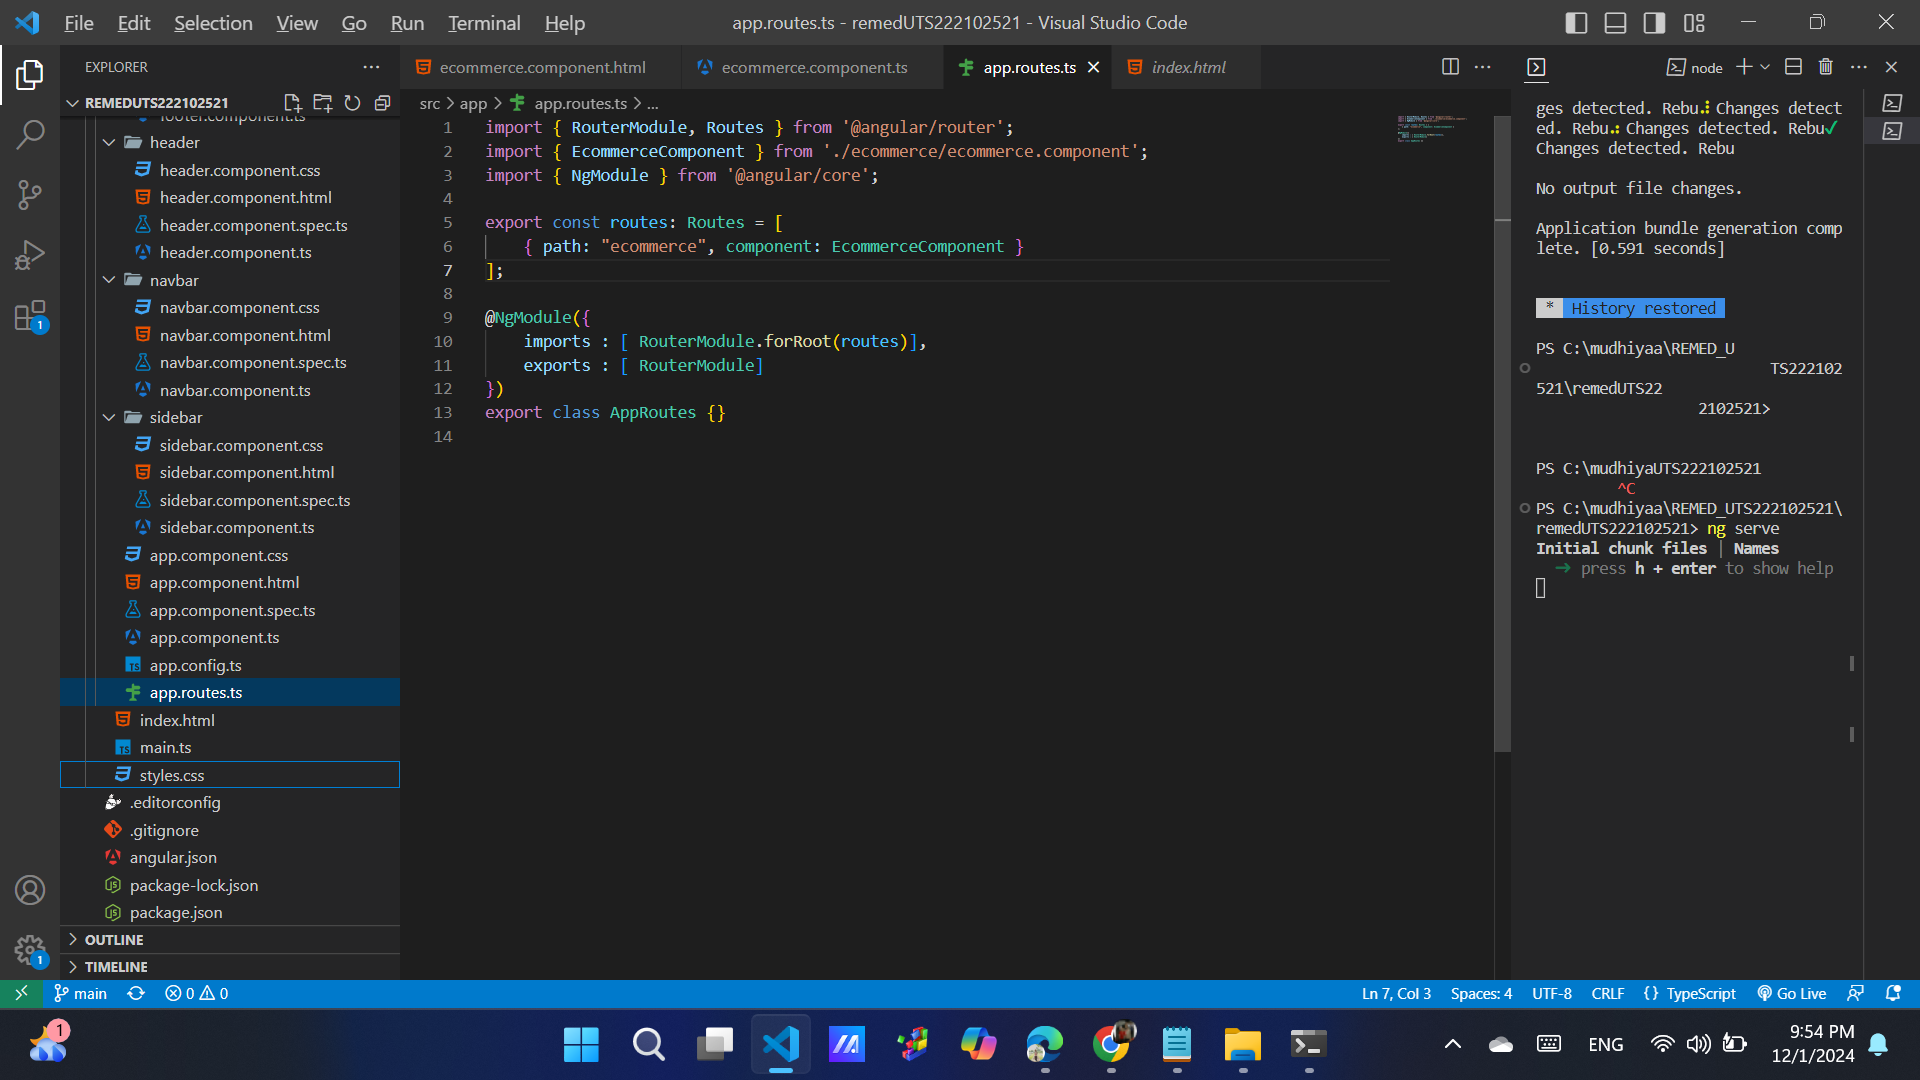 File Edit Selection View Go Run Terminal Help
app.routes.ts - remedUTS222102521 - Visual Studio Code
EXPLORER
REMEDUTS222102521
footer.component.ts
header
header.component.css
header.component.html
header.component.spec.ts
header.component.ts
navbar
navbar.component.css
navbar.component.html
navbar.component.spec.ts
navbar.component.ts
sidebar
sidebar.component.css
sidebar.component.html
sidebar.component.spec.ts
sidebar.component.ts
app.component.css
app.component.html
app.component.spec.ts
app.component.ts
app.config.ts
app.routes.ts
index.html
main.ts
styles.css
.editorconfig
.gitignore
angular.json
package-lock.json
package.json
OUTLINE
TIMELINE
1
1
ecommerce.component.html
ecommerce.component.ts
app.routes.ts
index.html
src > app > app.routes.ts > ...
1 import { RouterModule, Routes } from '@angular/router';
2 import { EcommerceComponent } from './ecommerce/ecommerce.component';
3 import { NgModule } from '@angular/core';
4
5 export const routes: Routes = [
6 { path: "ecommerce", component: EcommerceComponent }
7 ];
8
9 @NgModule({
10 imports : [ RouterModule.forRoot(routes)],
11 exports : [ RouterModule]
12 })
13 export class AppRoutes {}
14
node
ges detected. Rebu Changes detect
ed. Rebu Changes detected. Rebu✓
Changes detected. Rebu
No output file changes.
Application bundle generation comp
lete. [0.591 seconds]
* History restored
PS C:\mudhiyaa\REMED_U
TS222102
521\remedUTS22
2102521>
PS C:\mudhiyaUTS222102521
^C
PS C:\mudhiyaa\REMED_UTS222102521\
remedUTS222102521> ng serve
Initial chunk files | Names
➜ press h + enter to show help
main
0 0
Ln 7, Col 3
Spaces: 4
UTF-8
CRLF
{} TypeScript
Go Live
1
ENG
9:54 PM
12/1/2024